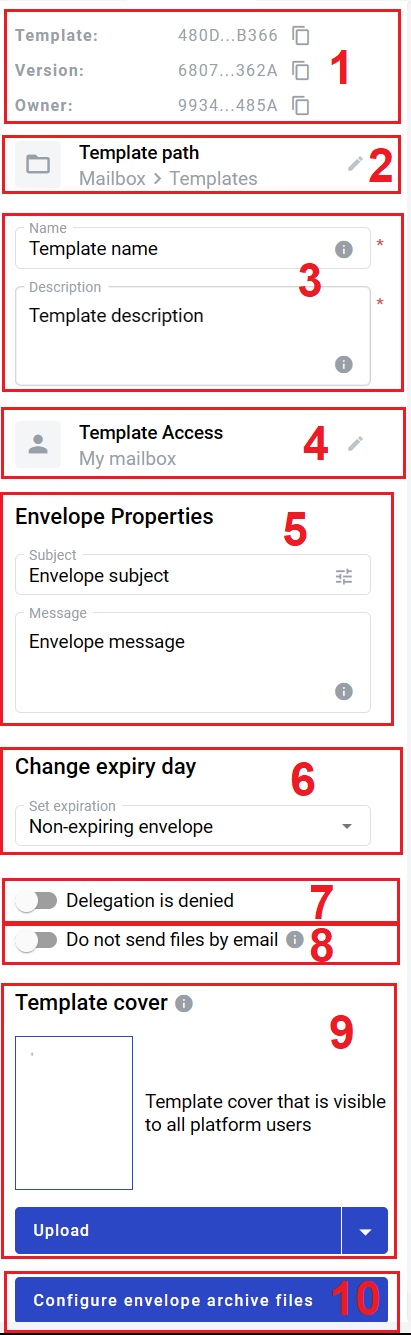 Template: 480D...B366
Version: 6807...362A
Owner: 9934...485A
1
Template path
Mailbox > Templates
2
Name
Template name
*
3
Description
Template description
*
Template Access
My mailbox
4
Envelope Properties
5
Subject
Envelope subject
Message
Envelope message
Change expiry day
6
Set expiration
Non-expiring envelope
Delegation is denied
7
Do not send files by email
8
Template cover
9
Template cover that is visible
to all platform users
Upload
Configure envelope archive files
10